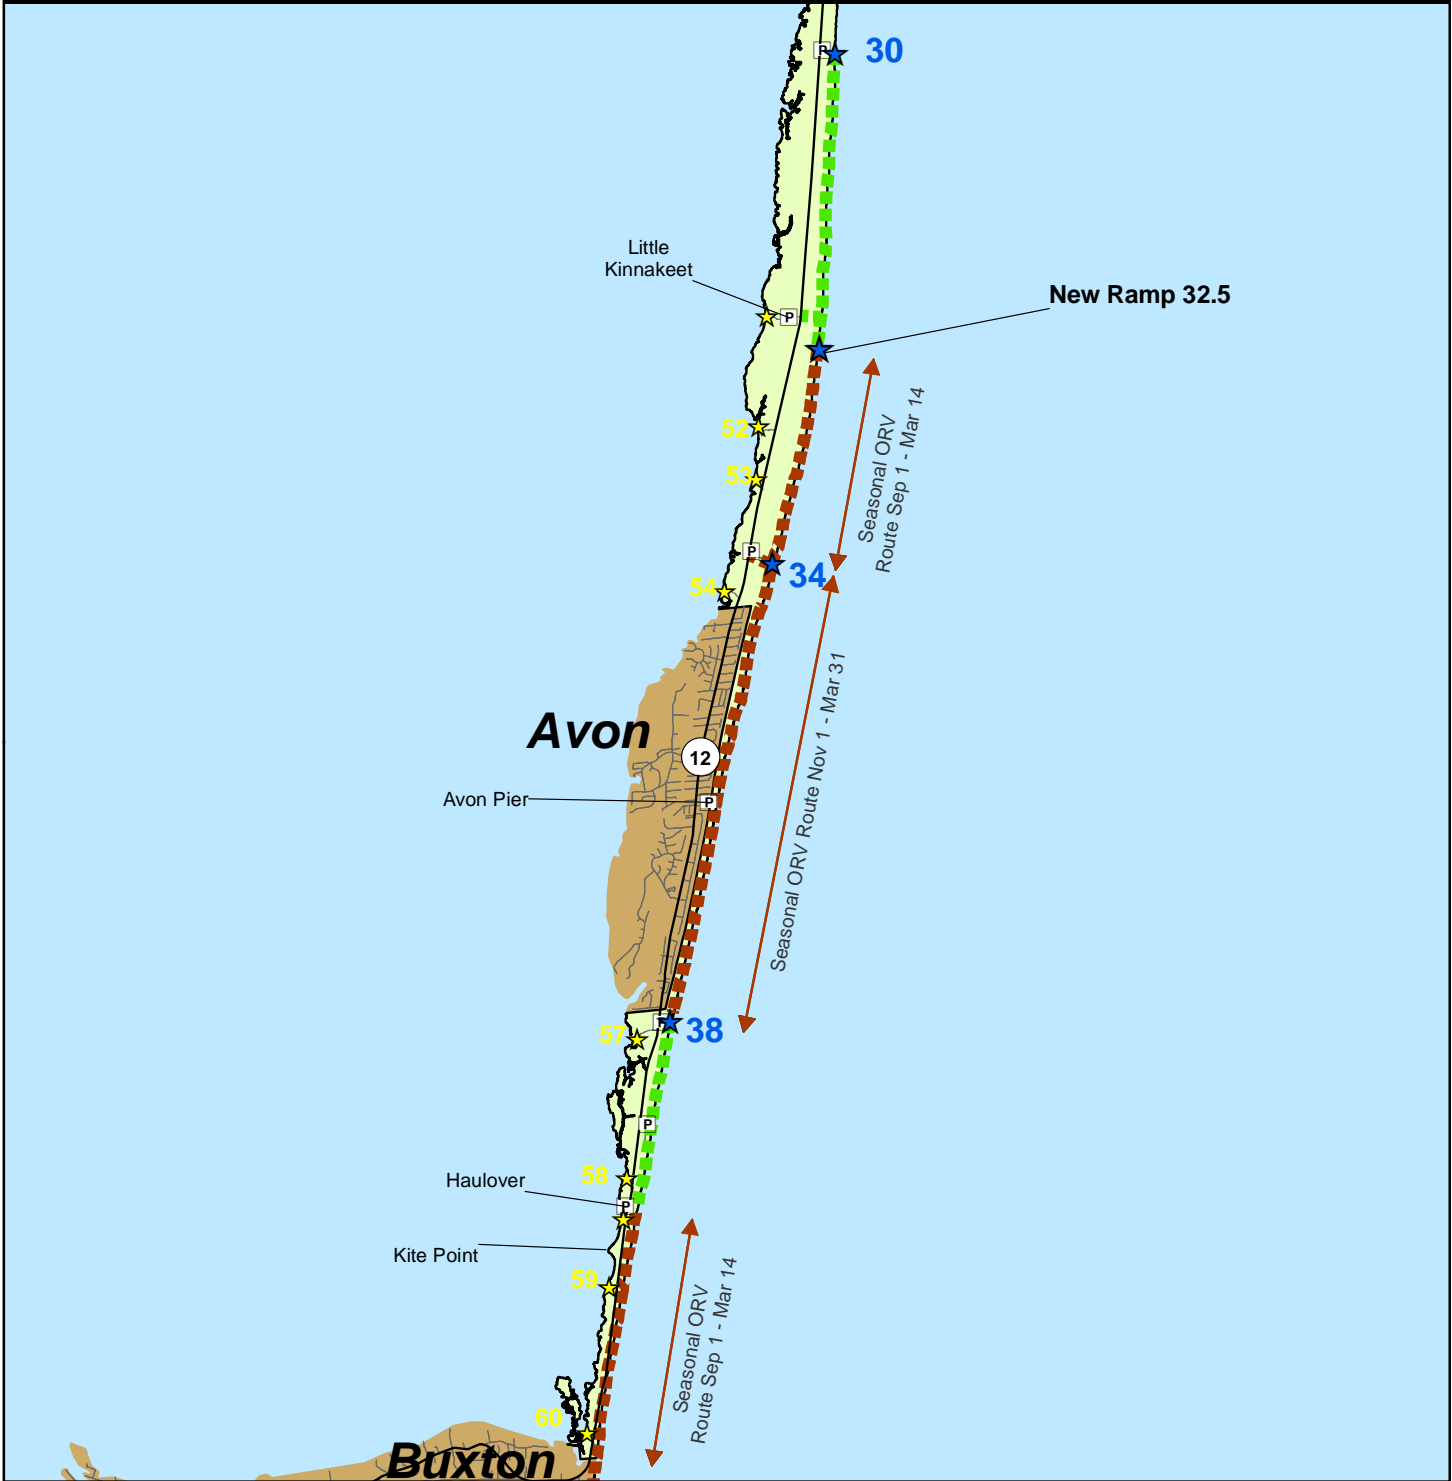 P
30
Little
Kinnakeet
P
New Ramp 32.5
52
53
Seasonal ORV
Route Sep 1 - Mar 14
P
34
54
Avon
12
Seasonal ORV Route Nov 1 - Mar 31
Avon Pier
P
P
38
57
P
58
Haulover
P
Kite Point
59
Seasonal ORV
Route Sep 1 - Mar 14
60
Buxton